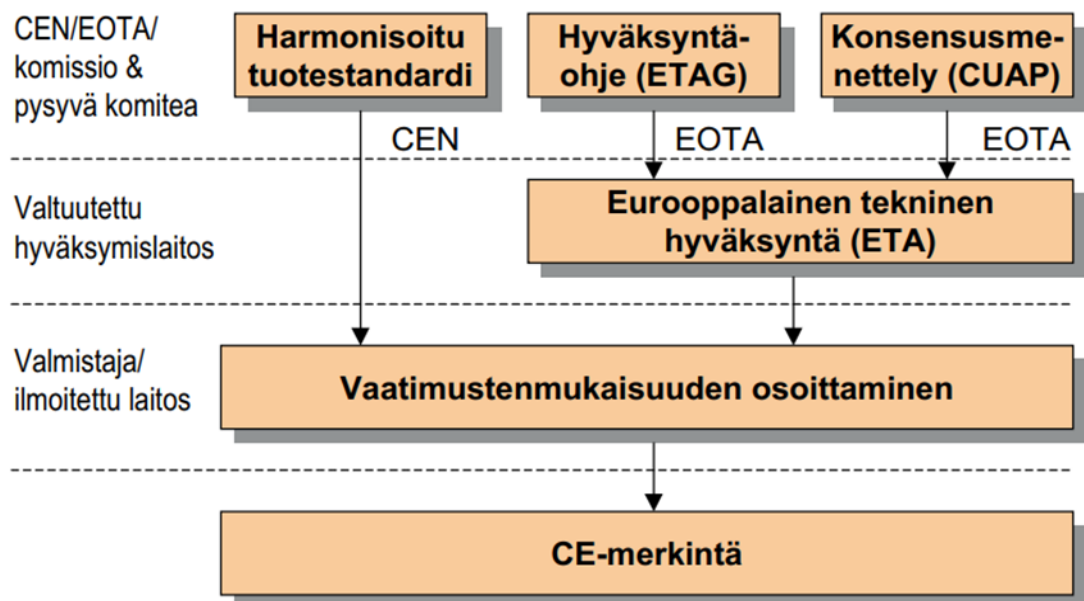 CEN/EOTA/
komissio &
pysyvä komitea
Harmonisoitu
tuotestandardi
Hyväksyntä-
ohje (ETAG)
Konsensusme-
nettely (CUAP)
CEN
EOTA
EOTA
Valtuutettu
hyväksymislaitos
Eurooppalainen tekninen
hyväksyntä (ETA)
Valmistaja/
ilmoitettu laitos
Vaatimustenmukaisuuden osoittaminen
CE-merkintä